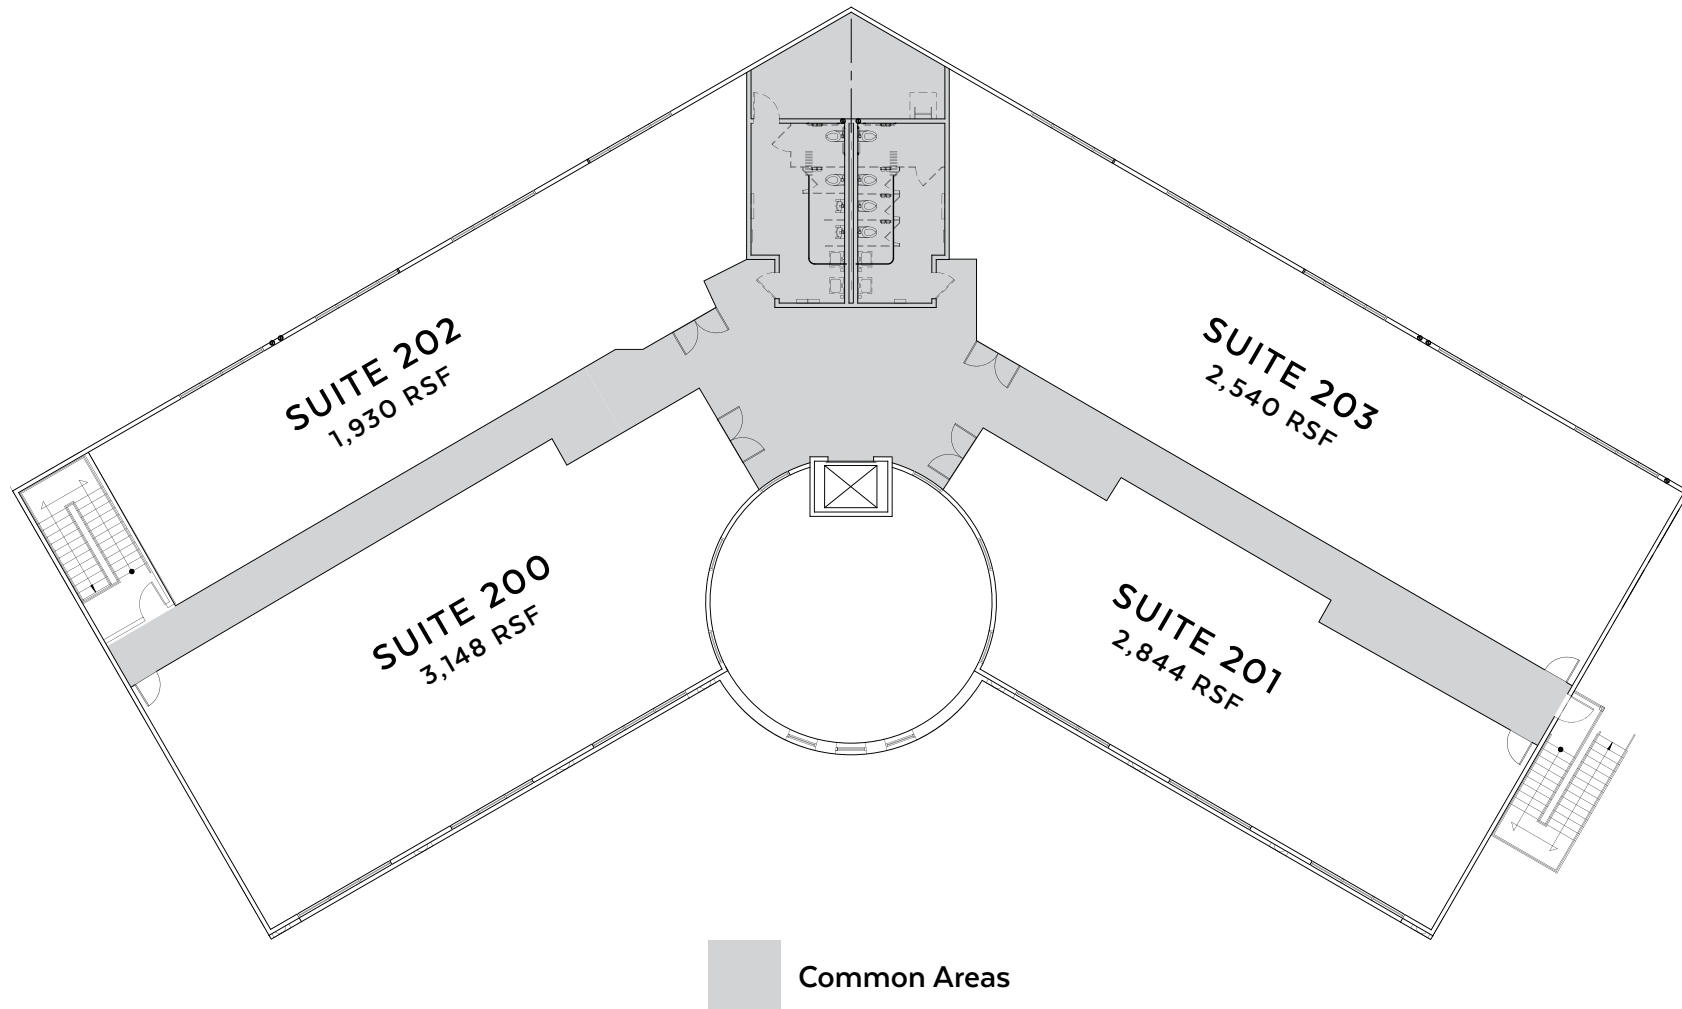 SUITE 202
1,930 RSF
SUITE 203
2,540 RSF
SUITE 200
3,148 RSF
SUITE 201
2,844 RSF
Common Areas